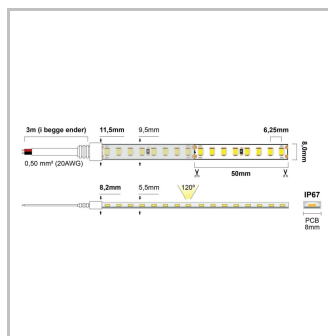 3m (i begge ender)
11,5mm
9,5mm
6,25mm
8,0mm
0,50 mm² (20AWG)
50mm
8,2mm
5,5mm
120º
IP67
PCB
8mm